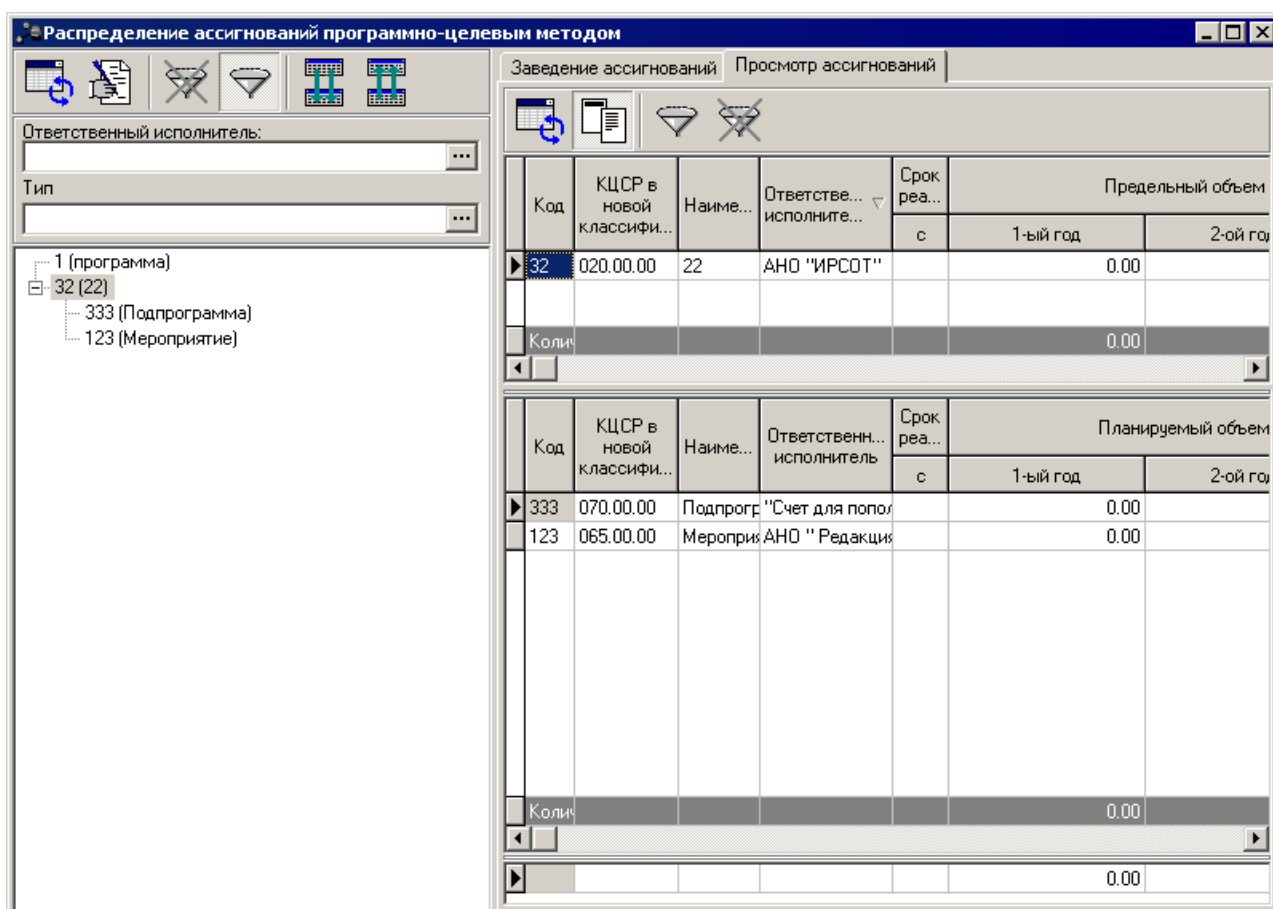 Распределение ассигнований программно-целевым методом
Заведение ассигнований Просмотр ассигнований
Ответственный исполнитель:
Тип
1 (программа)
32 (22)
333 (Подпрограмма)
123 (Мероприятие)
Код КЦСР в новой классифи... Наиме... Ответстве... исполните... Срок реа... Предельный объем
с 1-ый год 2-ой го
32 020.00.00 22 АНО "ИРСОТ" 0.00
Колич 0.00
Код КЦСР в новой классифи... Наиме... Ответственн... исполнитель Срок реа... Планируемый объем
с 1-ый год 2-ой го
333 070.00.00 Подпрогр "Счет для попол 0.00
123 065.00.00 Мероприя АНО " Редакция 0.00
Колич 0.00
0.00